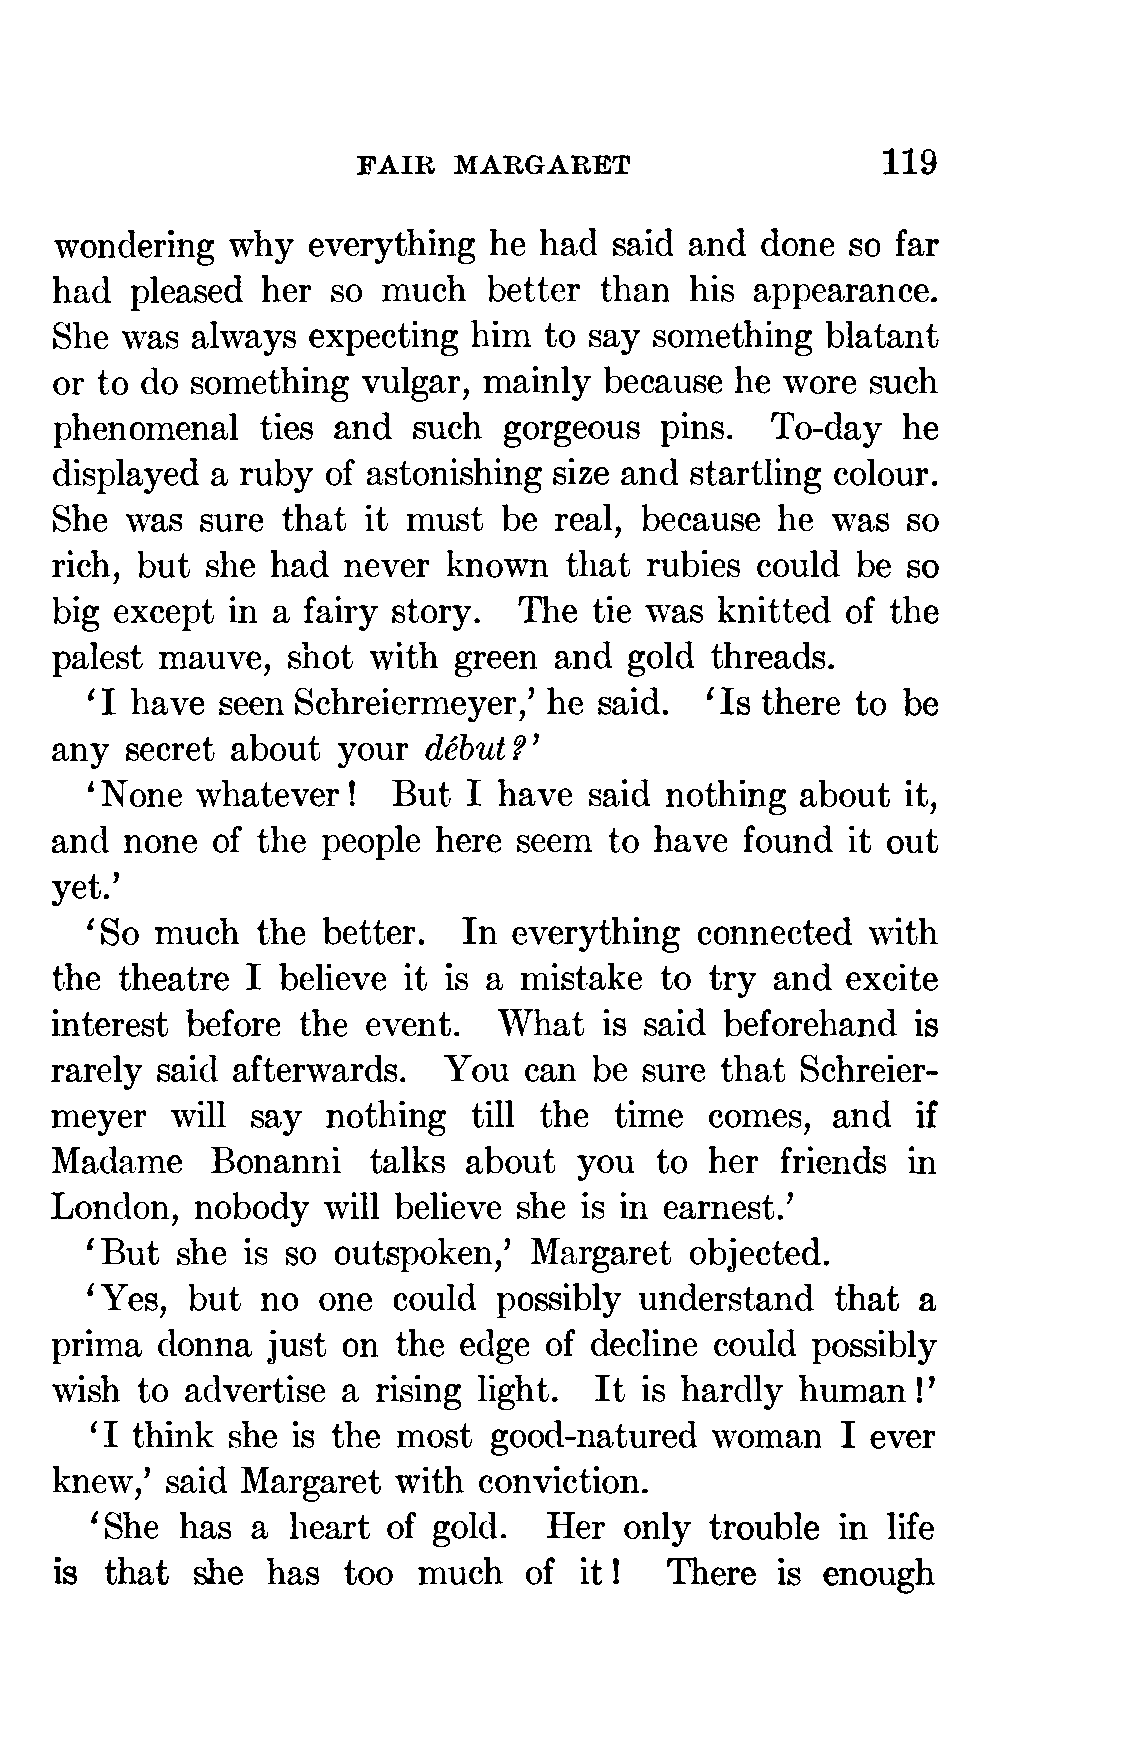 FAIR MARGARET 119
wondering why everything he had said and done so far
had pleased her so much better than his appearance.
She was always expecting him to say something blatant
or to do something vulgar, mainly because he wore such
phenomenal ties and such gorgeous pins. To-day he
displayed a ruby of astonishing size and startling colour.
She was sure that it must be real, because he was so
rich, but she had never known that rubies could be so
big except in a fairy story. The tie was knitted of the
palest mauve, shot with green and gold threads.
‘I have seen Schreiermeyer,’ he said. ‘Is there to be
any secret about your début?’
‘None whatever! But I have said nothing about it,
and none of the people here seem to have found it out
yet.’
‘So much the better. In everything connected with
the theatre I believe it is a mistake to try and excite
interest before the event. What is said beforehand is
rarely said afterwards. You can be sure that Schreier-
meyer will say nothing till the time comes, and if
Madame Bonanni talks about you to her friends in
London, nobody will believe she is in earnest.’
‘But she is so outspoken,’ Margaret objected.
‘Yes, but no one could possibly understand that a
prima donna just on the edge of decline could possibly
wish to advertise a rising light. It is hardly human!’
‘I think she is the most good-natured woman I ever
knew,’ said Margaret with conviction.
‘She has a heart of gold. Her only trouble in life
is that she has too much of it! There is enough